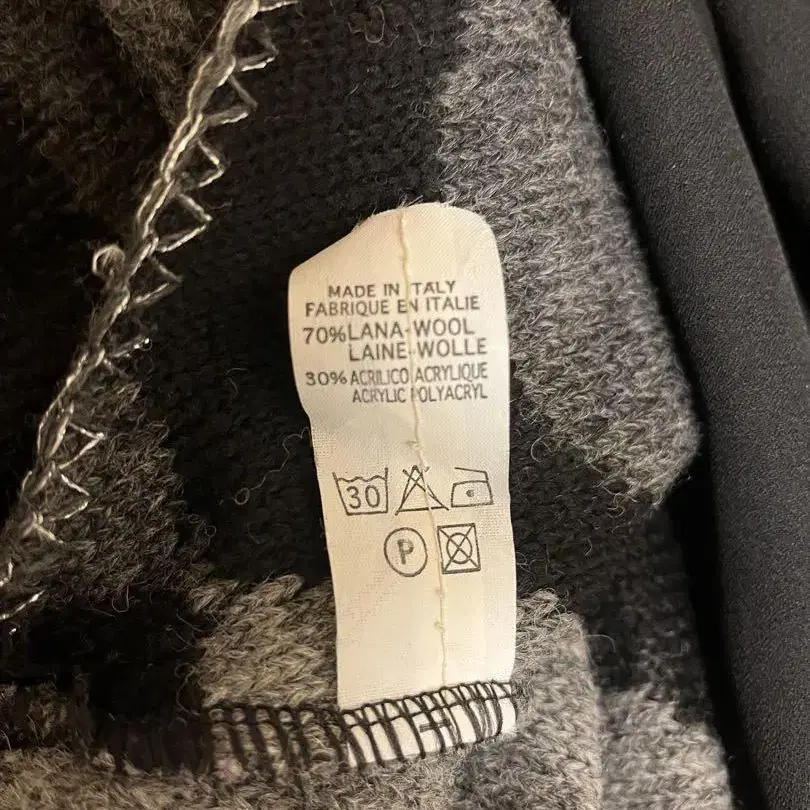 MADE IN ITALY
FABRIQUE EN ITALIE
70% LANA-WOOL
LAINE-WOLLE
30% ACRILICO ACRYLIQUE
ACRYLIC POLYACRYL
30
P